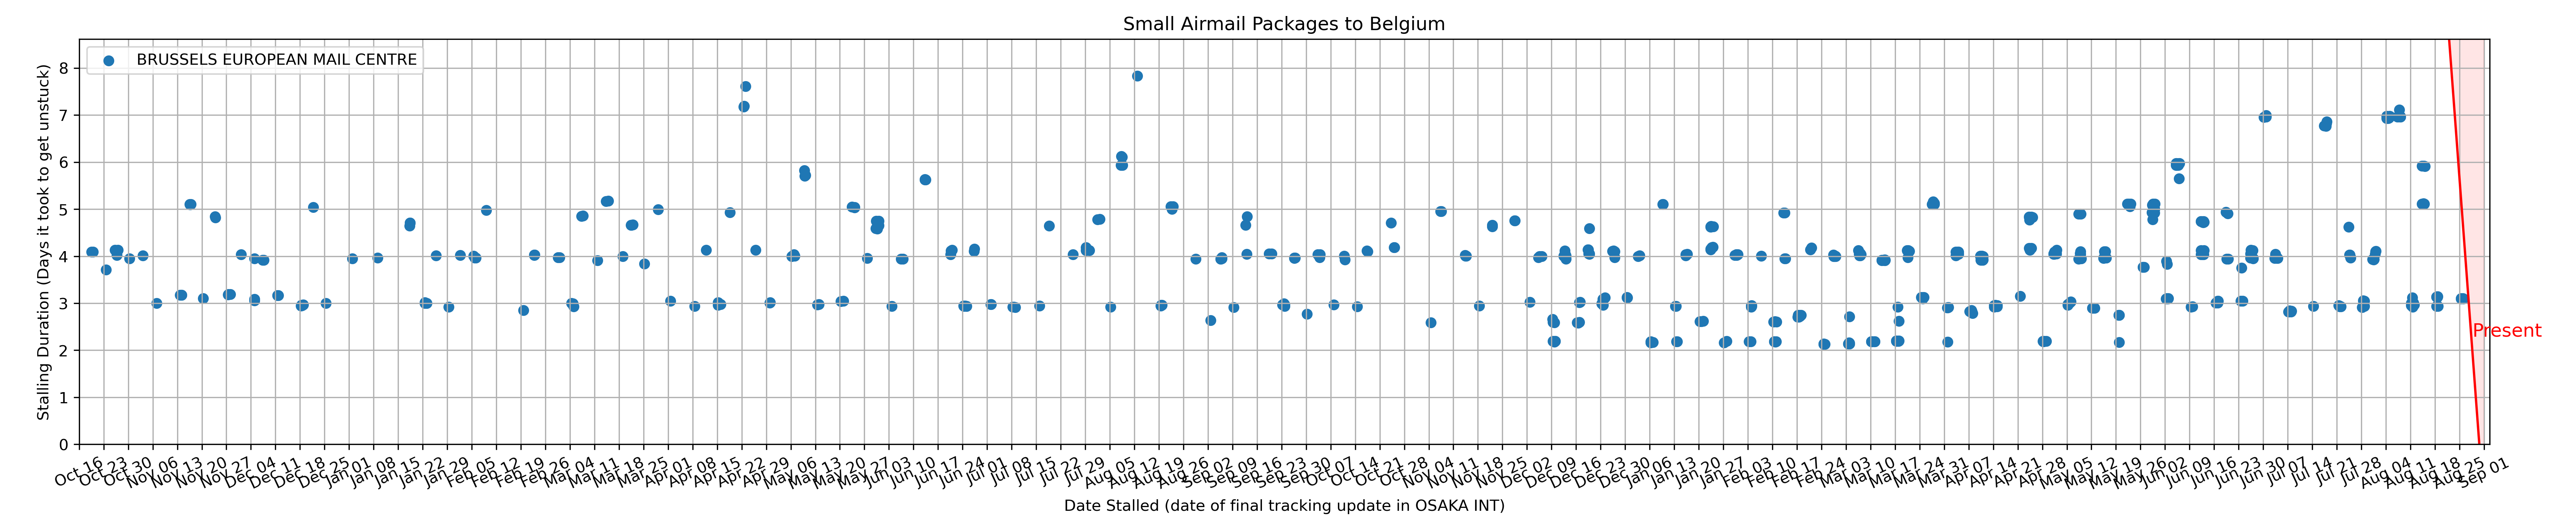 Small Airmail Packages to Belgium
BRUSSELS EUROPEAN MAIL CENTRE
Stalling Duration (Days it took to get unstuck)
8
7
6
5
4
3
2
1
0
Present
Oct 16 Oct 23 Oct 30 Nov 06 Nov 13 Nov 20 Nov 27 Dec 04 Dec 11 Dec 18 Dec 25 Jan 01 Jan 08 Jan 15 Jan 22 Jan 29 Feb 05 Feb 12 Feb 19 Feb 26 Mar 04 Mar 11 Mar 18 Mar 25 Apr 01 Apr 08 Apr 15 Apr 22 Apr 29 May 06 May 13 May 20 May 27 Jun 03 Jun 10 Jun 17 Jun 24 Jul 01 Jul 08 Jul 15 Jul 22 Jul 29 Aug 05 Aug 12 Aug 19 Aug 26 Sep 02 Sep 09 Sep 16 Sep 23 Sep 30 Oct 07 Oct 14 Oct 21 Oct 28 Nov 04 Nov 11 Nov 18 Nov 25 Dec 02 Dec 09 Dec 16 Dec 23 Dec 30 Jan 06 Jan 13 Jan 20 Jan 27 Feb 03 Feb 10 Feb 17 Feb 24 Mar 03 Mar 10 Mar 17 Mar 24 Mar 31 Apr 07 Apr 14 Apr 21 Apr 28 May 05 May 12 May 19 May 26 Jun 02 Jun 09 Jun 16 Jun 23 Jun 30 Jul 07 Jul 14 Jul 21 Jul 28 Aug 04 Aug 11 Aug 18 Aug 25 Sep 01
Date Stalled (date of final tracking update in OSAKA INT)